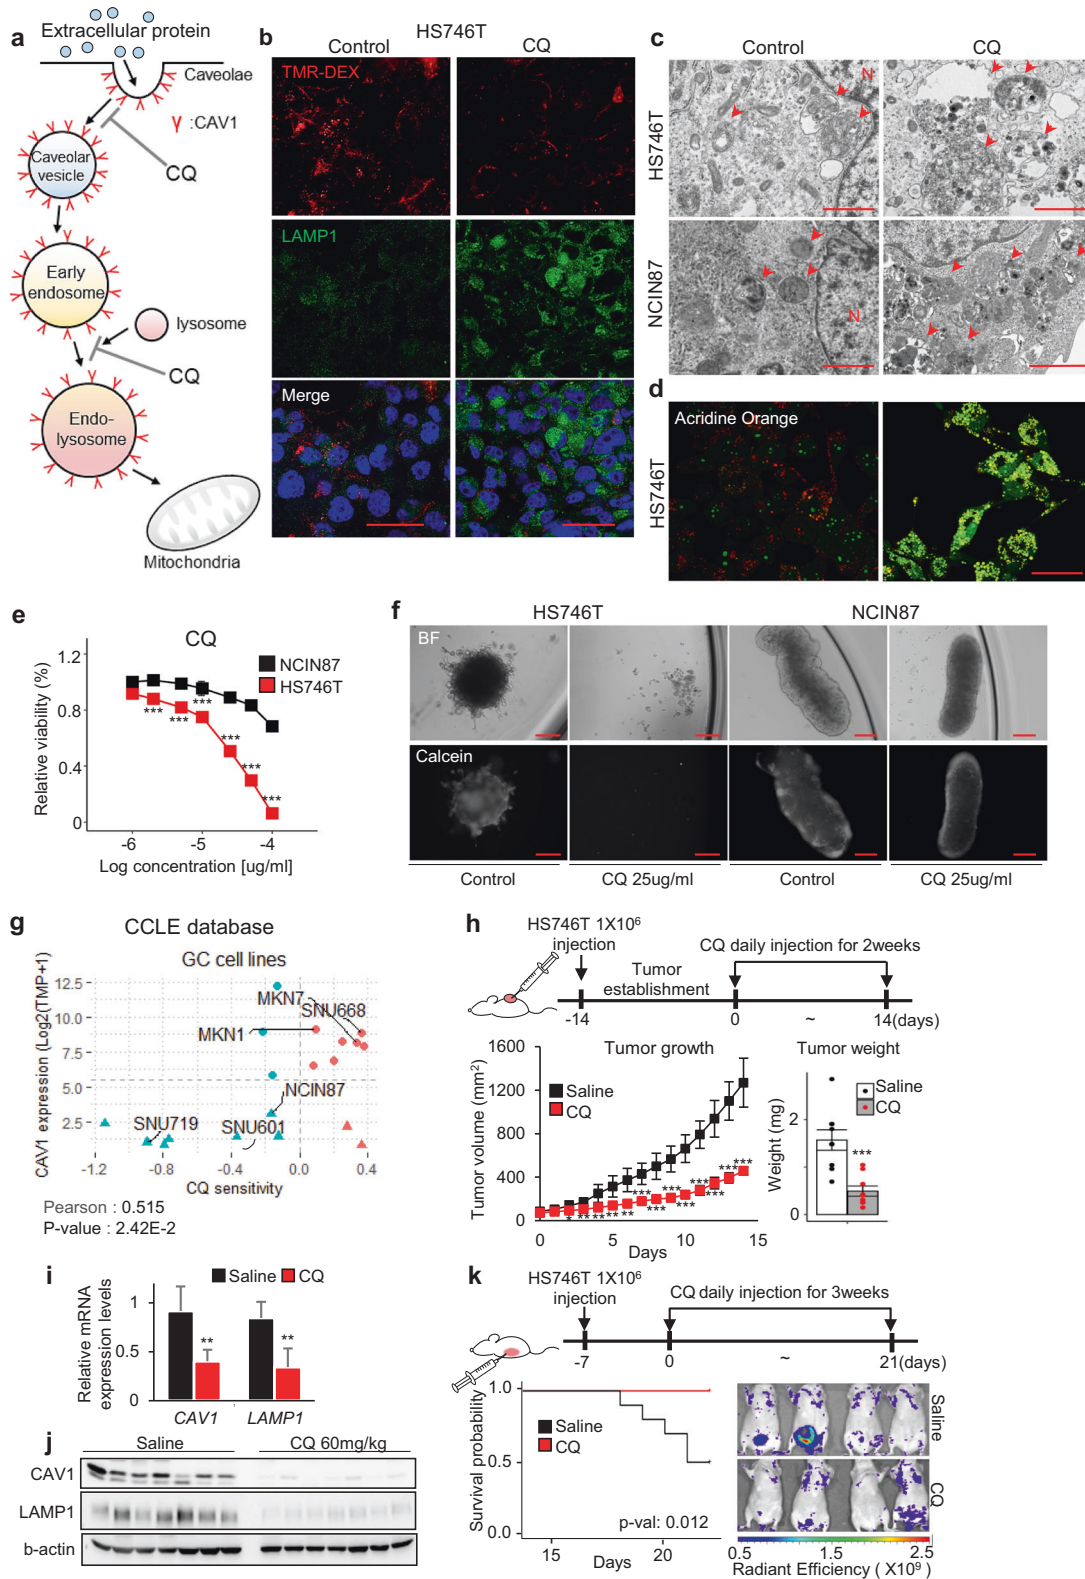 a
Extracellular protein
Caveolae
:CAV1
Caveolar
vesicle
CQ
Early
endosome
lysosome
CQ
Endo-
lysosome
Mitochondria
b
HS746T
Control
CQ
TMR-DEX
LAMP1
Merge
c
Control
CQ
HS746T
N
NCIN87
N
d
Acridine Orange
HS746T
e
CQ
Relative viability (%)
1.2
0.8
0.4
0
NCIN87
HS746T
***
***
***
***
***
***
-6
-5
-4
Log concentration [ug/ml]
f
HS746T
NCIN87
BF
Calcein
Control
CQ 25ug/ml
Control
CQ 25ug/ml
g
CCLE database
GC cell lines
CAV1 expression (Log2(TMP+1)
12.5
10.0
7.5
5.0
2.5
MKN7
SNU668
MKN1
NCIN87
SNU719
SNU601
-1.2
-0.8
-0.4
0.0
0.4
CQ sensitivity
Pearson : 0.515
P-value : 2.42E-2
h
HS746T 1X10⁶
injection
CQ daily injection for 2weeks
Tumor
establishment
-14
0
~
14(days)
Tumor growth
Tumor volume (mm²)
1600
1200
800
400
0
Saline
CQ
* ** ** ** ** *** *** *** *** *** *** *** ***
0
5
10
15
Days
Tumor weight
Weight (mg)
2
0
Saline
CQ
***
i
Saline
CQ
Relative mRNA
expression levels
1
0.5
0
**
**
CAV1
LAMP1
j
Saline
CQ 60mg/kg
CAV1
LAMP1
b-actin
k
HS746T 1X10⁶
injection
CQ daily injection for 3weeks
-7
0
~
21(days)
Survival probability
1.0
0.5
0.0
Saline
CQ
p-val: 0.012
15
20
Days
Saline
CQ
0.5
1.5
2.5
Radiant Efficiency ( X10⁹ )